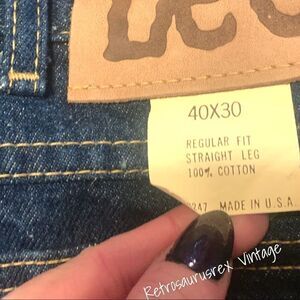 Lee
40X30
REGULAR FIT
STRAIGHT LEG
100% COTTON
MADE IN U.S.A.
Retrosaurusrex Vintage